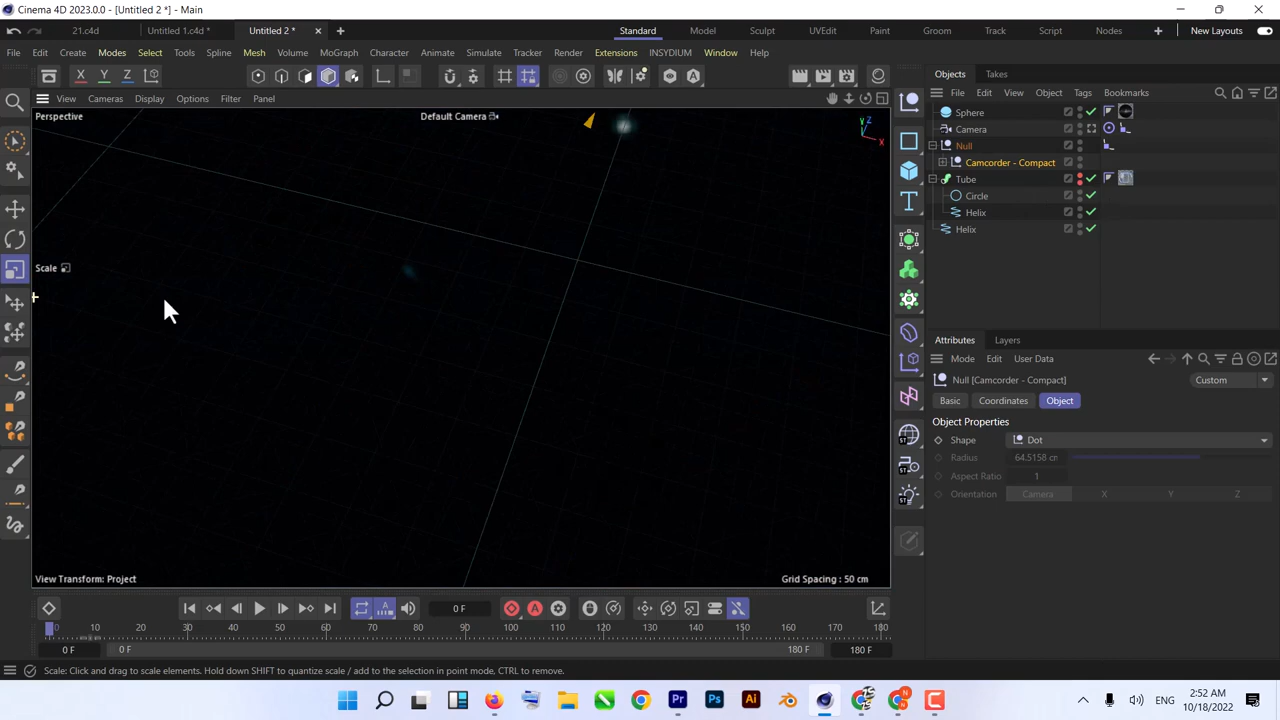 Cinema 4D 2023.0.0 - [Untitled 2 *] - Main
21.c4d Untitled 1.c4d * Untitled 2 * Standard Model Sculpt UVEdit Paint Groom Track Script Nodes New Layouts
File Edit Create Modes Select Tools Spline Mesh Volume MoGraph Character Animate Simulate Tracker Render Extensions INSYDIUM Window Help
X Y Z
Objects Takes
View Cameras Display Options Filter Panel
File Edit View Object Tags Bookmarks
Perspective Default Camera
Y Z X
Sphere
Camera
Null
Camcorder - Compact
Tube
Circle
Helix
Helix
Scale
Attributes Layers
Mode Edit User Data
Null [Camcorder - Compact] Custom
Basic Coordinates Object
Object Properties
Shape Dot
Radius 64.5158 cm
Aspect Ratio 1
Orientation Camera X Y Z
View Transform: Project Grid Spacing : 50 cm
0 F
0 10 20 30 40 50 60 70 80 90 100 110 120 130 140 150 160 170 180
0 F 0 F 180 F 180 F
Scale: Click and drag to scale elements. Hold down SHIFT to quantize scale / add to the selection in point mode, CTRL to remove.
ENG 2:52 AM
10/18/2022